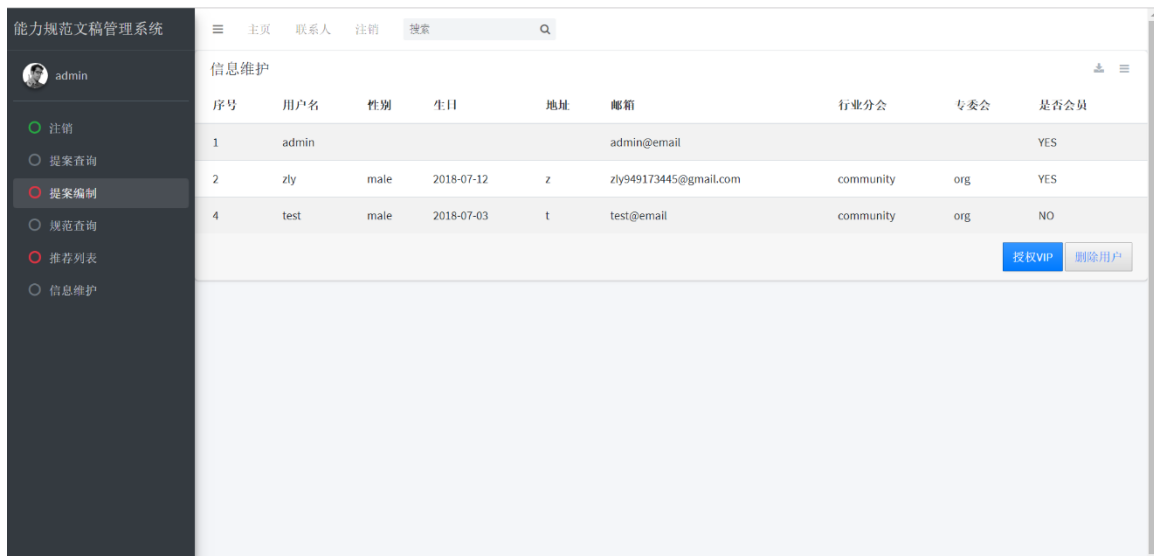 能力规范文稿管理系统
主页 联系人 注销 搜索
admin
信息维护
序号 用户名 性别 生日 地址 邮箱 行业分会 专委会 是否会员
1 admin admin@email YES
2 zly male 2018-07-12 z zly949173445@gmail.com community org YES
4 test male 2018-07-03 t test@email community org NO
授权VIP 删除用户
注销
提案查询
提案编制
规范查询
推荐列表
信息维护